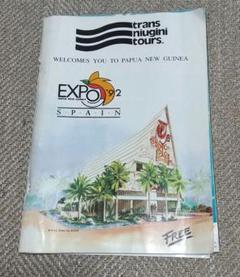 trans
niugini
tours.
WELCOMES YOU TO PAPUA NEW GUINEA
EXPO '92
S·P·A·I·N
FREE